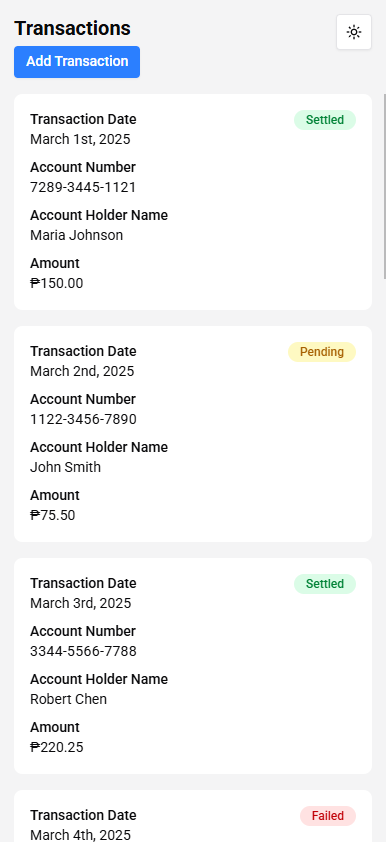 Transactions
Add Transaction
Transaction Date
Settled
March 1st, 2025
Account Number
7289-3445-1121
Account Holder Name
Maria Johnson
Amount
₱150.00
Transaction Date
Pending
March 2nd, 2025
Account Number
1122-3456-7890
Account Holder Name
John Smith
Amount
₱75.50
Transaction Date
Settled
March 3rd, 2025
Account Number
3344-5566-7788
Account Holder Name
Robert Chen
Amount
₱220.25
Transaction Date
Failed
March 4th, 2025